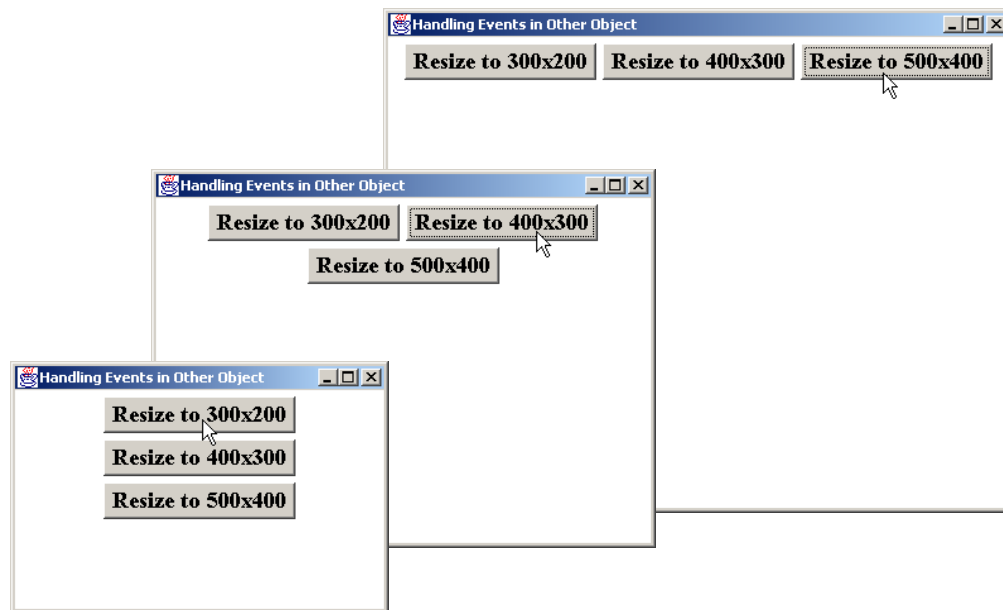 Handling Events in Other Object
Resize to 300x200 Resize to 400x300 Resize to 500x400
Handling Events in Other Object
Resize to 300x200 Resize to 400x300
Resize to 500x400
Handling Events in Other Object
Resize to 300x200
Resize to 400x300
Resize to 500x400